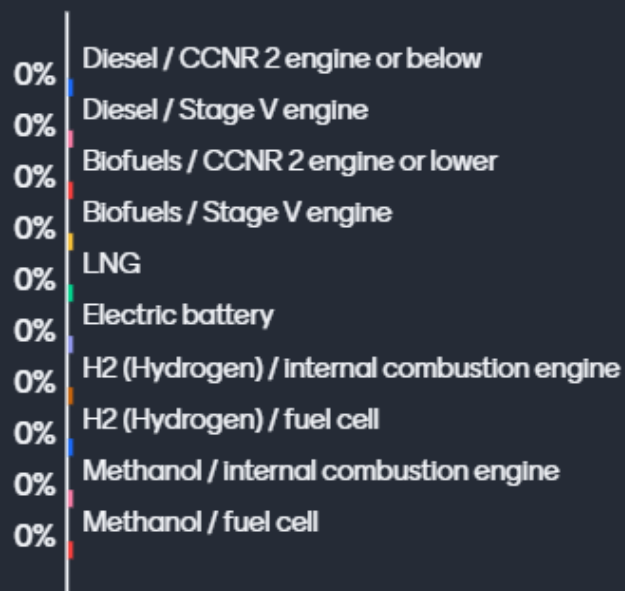 Diesel / CCNR 2 engine or below
0%
Diesel / Stage V engine
0%
Biofuels / CCNR 2 engine or lower
0%
Biofuels / Stage V engine
0%
LNG
0%
Electric battery
0%
H2 (Hydrogen) / internal combustion engine
0%
H2 (Hydrogen) / fuel cell
0%
Methanol / internal combustion engine
0%
Methanol / fuel cell
0%